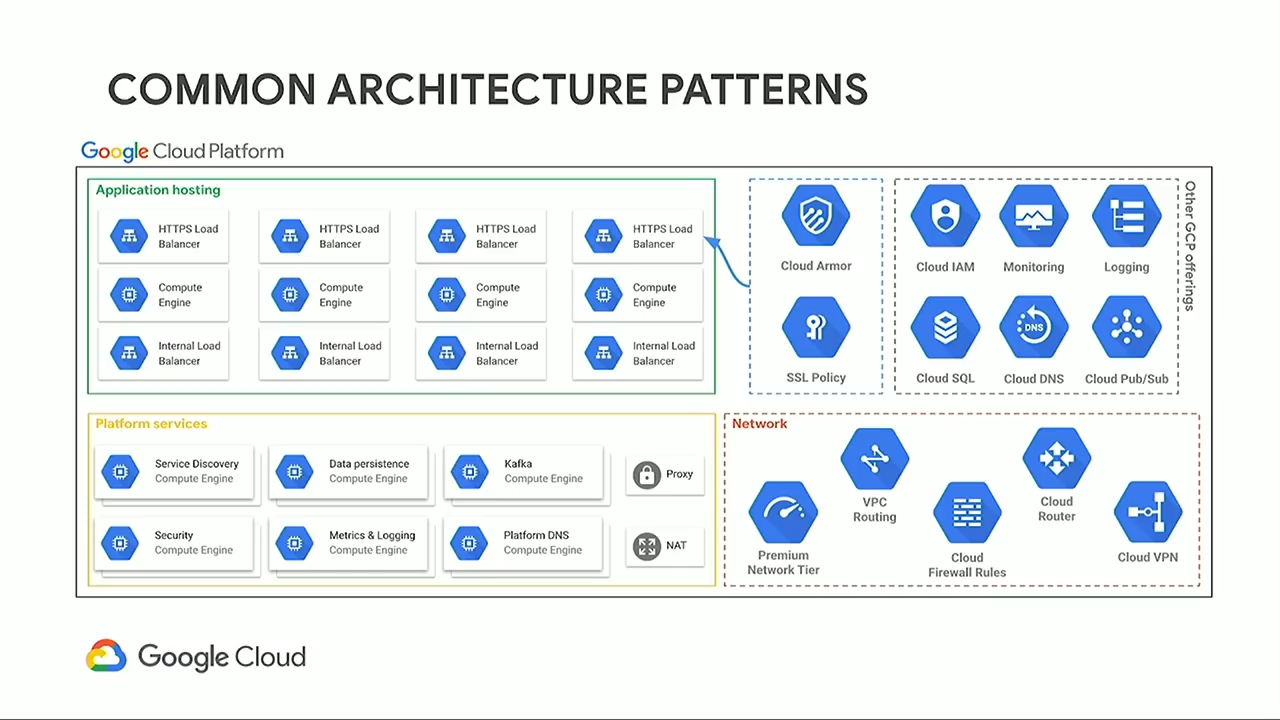 COMMON ARCHITECTURE PATTERNS
Google Cloud Platform
Application hosting
HTTPS Load
Balancer
HTTPS Load
Balancer
HTTPS Load
Balancer
HTTPS Load
Balancer
Compute
Engine
Compute
Engine
Compute
Engine
Compute
Engine
Internal Load
Balancer
Internal Load
Balancer
Internal Load
Balancer
Internal Load
Balancer
Cloud Armor
SSL Policy
Cloud IAM
Monitoring
Logging
Cloud SQL
DNS
Cloud DNS
Cloud Pub/Sub
Other GCP offerings
Platform services
Service Discovery
Compute Engine
Data persistence
Compute Engine
Kafka
Compute Engine
Proxy
Security
Compute Engine
Metrics & Logging
Compute Engine
Platform DNS
Compute Engine
NAT
Network
Premium
Network Tier
VPC
Routing
Cloud
Firewall Rules
Cloud
Router
Cloud VPN
Google Cloud